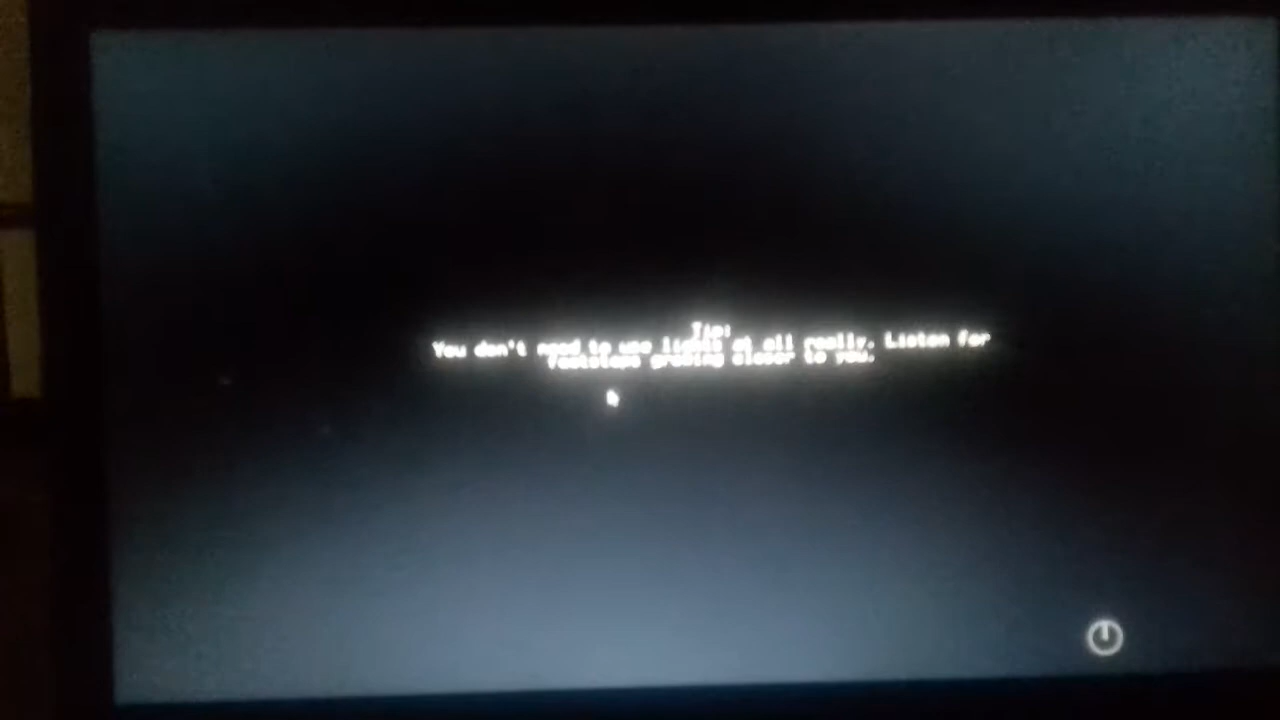 Tip:
You don't need to use lights at all really. Listen for
footsteps growing closer to you.